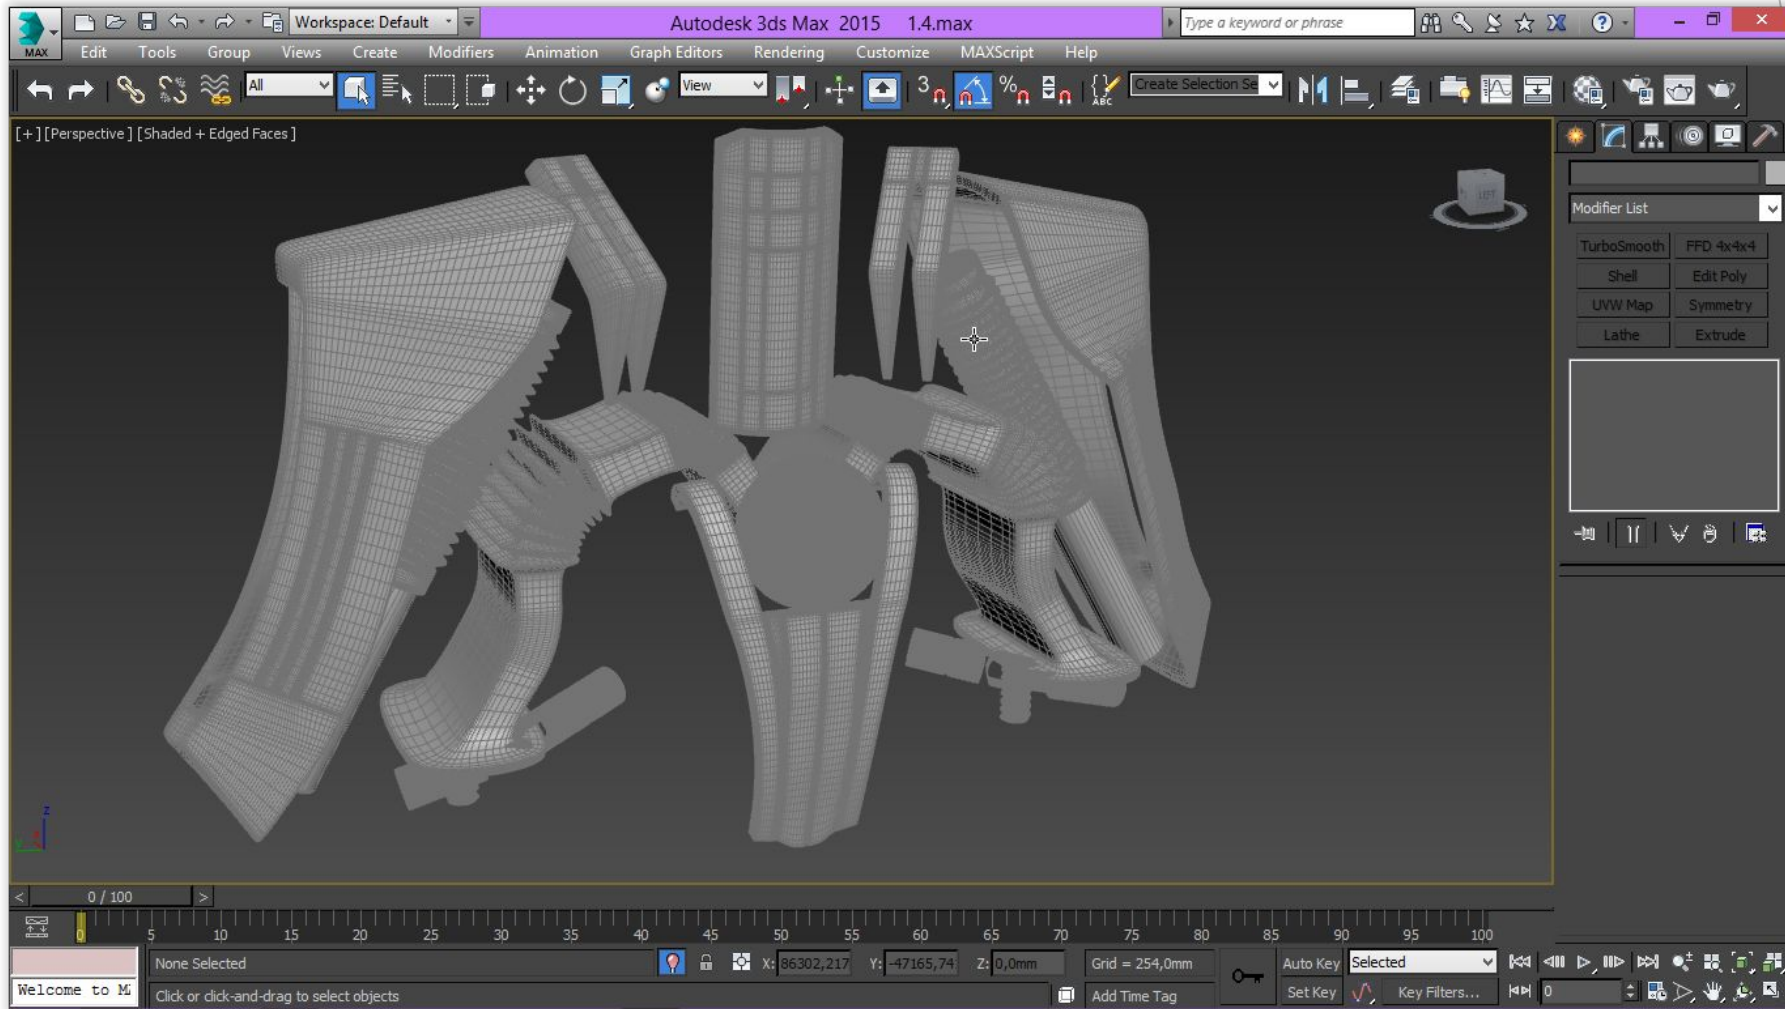 Workspace: Default
Autodesk 3ds Max 2015 1.4.max
Type a keyword or phrase
MAX
Edit Tools Group Views Create Modifiers Animation Graph Editors Rendering Customize MAXScript Help
All
View
3
%
ABC
Create Selection Se
[+] [Perspective ] [Shaded + Edged Faces ]
LEFT
Modifier List
TurboSmooth FFD 4x4x4
Shell Edit Poly
UVW Map Symmetry
Lathe Extrude
z
< 0 / 100 >
0 5 10 15 20 25 30 35 40 45 50 55 60 65 70 75 80 85 90 95 100
None Selected X: 86302,217 Y: -47165,74 Z: 0,0mm Grid = 254,0mm Auto Key Selected
Welcome to M
Click or click-and-drag to select objects Add Time Tag Set Key Key Filters... 0